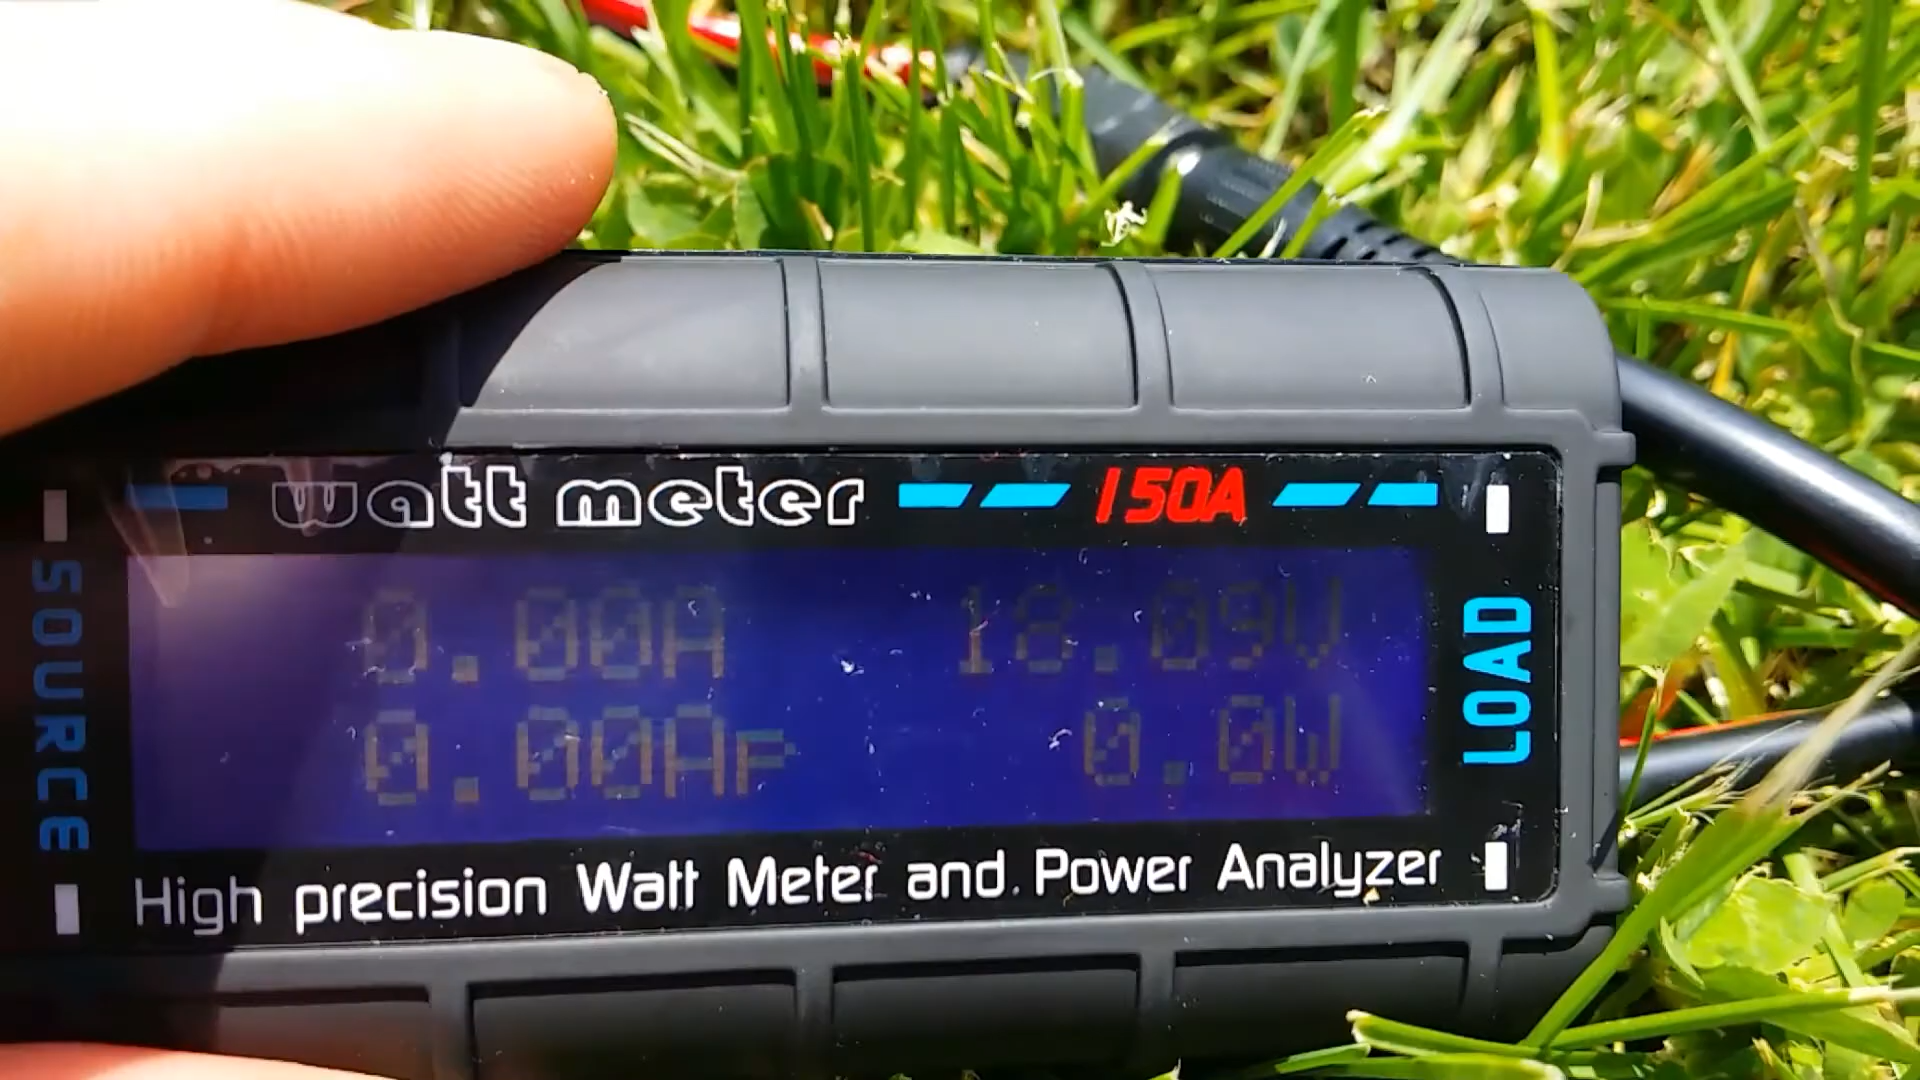 watt meter 150A
SOURCE
0.00A 18.09V
0.00Ap 0.0W
LOAD
High precision Watt Meter and Power Analyzer